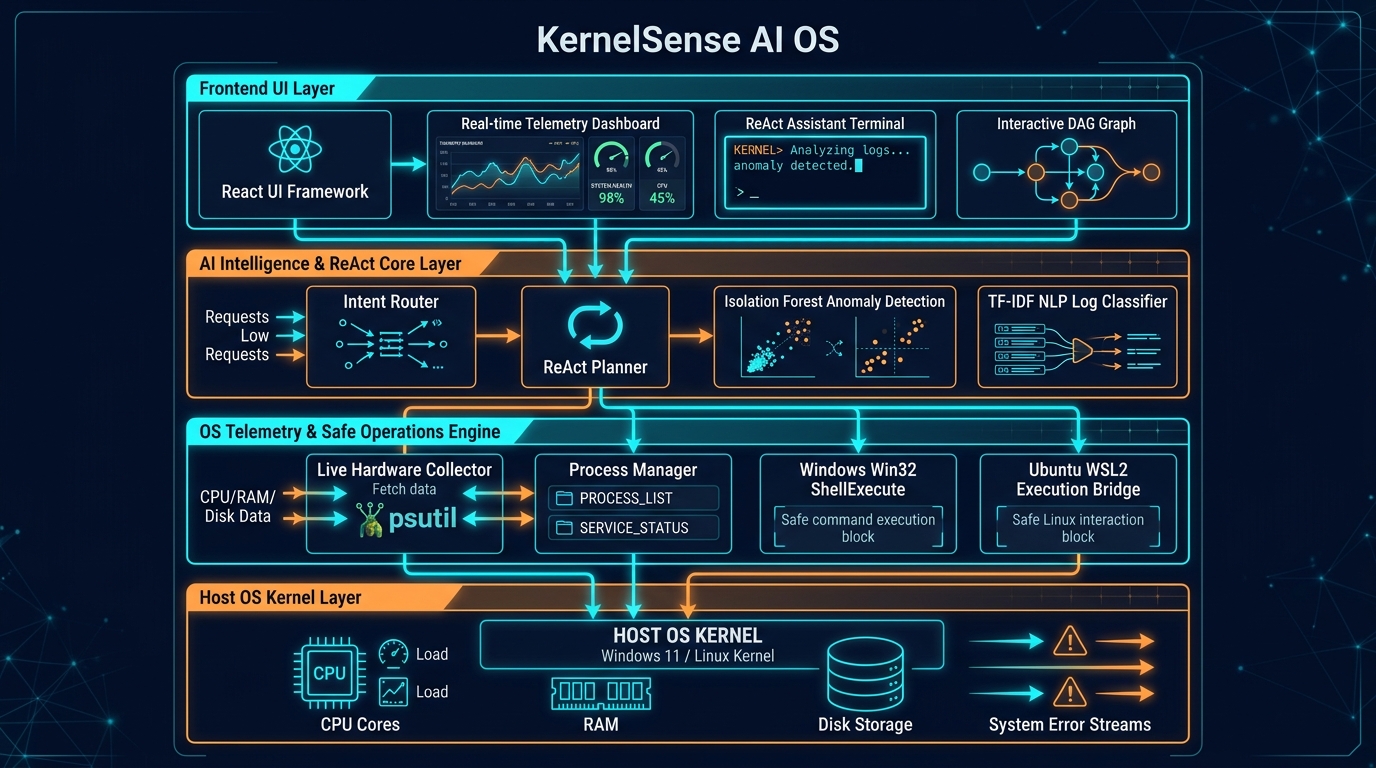 KernelSense AI OS
Frontend UI Layer
React UI Framework
Real-time Telemetry Dashboard
98%
CPU
45%
ReAct Assistant Terminal
KERNEL> Analyzing logs...
anomaly detected.
> _
Interactive DAG Graph
AI Intelligence & ReAct Core Layer
Requests
Low
Requests
Intent Router
ReAct Planner
Isolation Forest Anomaly Detection
TF-IDF NLP Log Classifier
OS Telemetry & Safe Operations Engine
CPU/RAM/
Disk Data
Live Hardware Collector
Fetch data
psutil
Process Manager
PROCESS_LIST
SERVICE_STATUS
Windows Win32
ShellExecute
Safe command execution
block
Ubuntu WSL2
Execution Bridge
Safe Linux interaction
block
Host OS Kernel Layer
CPU
Load
Load
CPU Cores
HOST OS KERNEL
Windows 11 / Linux Kernel
RAM
Disk Storage
System Error Streams